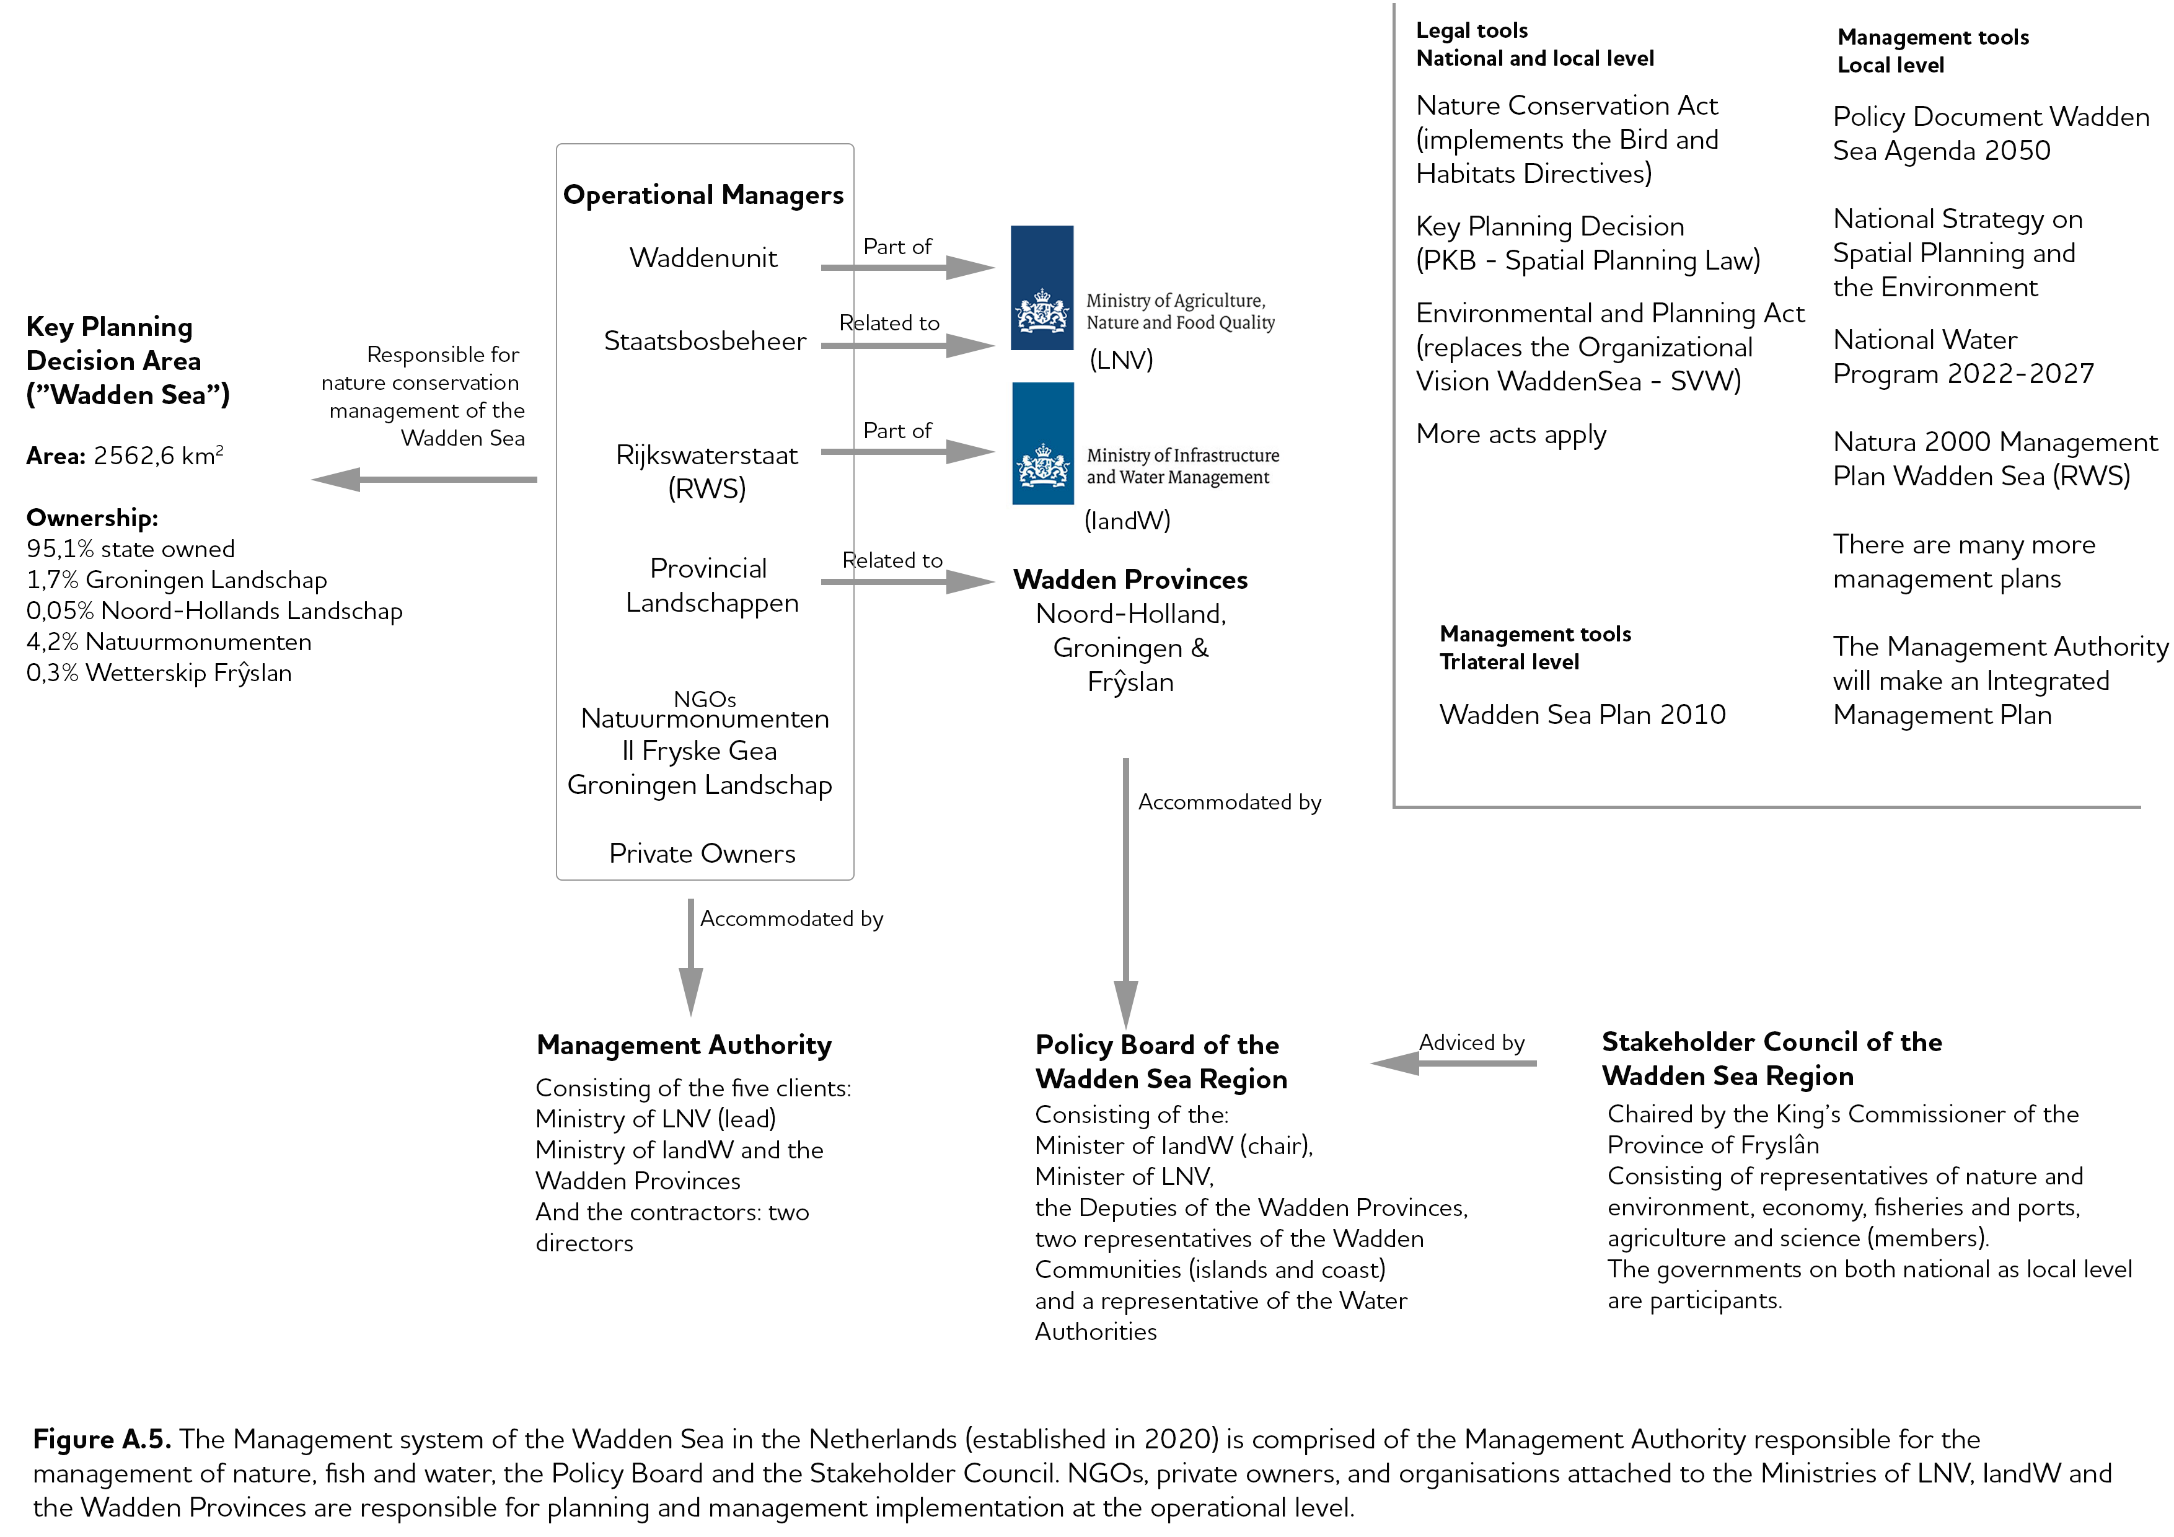 Legal tools
National and local level
Nature Conservation Act
(implements the Bird and
Habitats Directives)
Key Planning Decision
(PKB - Spatial Planning Law)
Environmental and Planning Act
(replaces the Organizational
Vision WaddenSea - SVW)
More acts apply
Management tools
Trlateral level
Wadden Sea Plan 2010
Management tools
Local level
Policy Document Wadden
Sea Agenda 2050
National Strategy on
Spatial Planning and
the Environment
National Water
Program 2022-2027
Natura 2000 Management
Plan Wadden Sea (RWS)
There are many more
management plans
The Management Authority
will make an Integrated
Management Plan
Key Planning
Decision Area
("Wadden Sea")
Area: 2562,6 km²
Ownership:
95,1% state owned
1,7% Groningen Landschap
0,05% Noord-Hollands Landschap
4,2% Natuurmonumenten
0,3% Wetterskip Frŷslan
Responsible for
nature conservation
management of the
Wadden Sea
Operational Managers
Waddenunit
Staatsbosbeheer
Rijkswaterstaat
(RWS)
Provincial
Landschappen
NGOs
Natuurmonumenten
Il Fryske Gea
Groningen Landschap
Private Owners
Part of
Related to
Part of
Related to
Ministry of Agriculture,
Nature and Food Quality
(LNV)
Ministry of Infrastructure
and Water Management
(IandW)
Wadden Provinces
Noord-Holland,
Groningen &
Frŷslan
Accommodated by
Accommodated by
Management Authority
Consisting of the five clients:
Ministry of LNV (lead)
Ministry of IandW and the
Wadden Provinces
And the contractors: two
directors
Policy Board of the
Wadden Sea Region
Consisting of the:
Minister of IandW (chair),
Minister of LNV,
the Deputies of the Wadden Provinces,
two representatives of the Wadden
Communities (islands and coast)
and a representative of the Water
Authorities
Adviced by
Stakeholder Council of the
Wadden Sea Region
Chaired by the King's Commissioner of the
Province of Fryslân
Consisting of representatives of nature and
environment, economy, fisheries and ports,
agriculture and science (members).
The governments on both national as local level
are participants.
Figure A.5. The Management system of the Wadden Sea in the Netherlands (established in 2020) is comprised of the Management Authority responsible for the
management of nature, fish and water, the Policy Board and the Stakeholder Council. NGOs, private owners, and organisations attached to the Ministries of LNV, IandW and
the Wadden Provinces are responsible for planning and management implementation at the operational level.